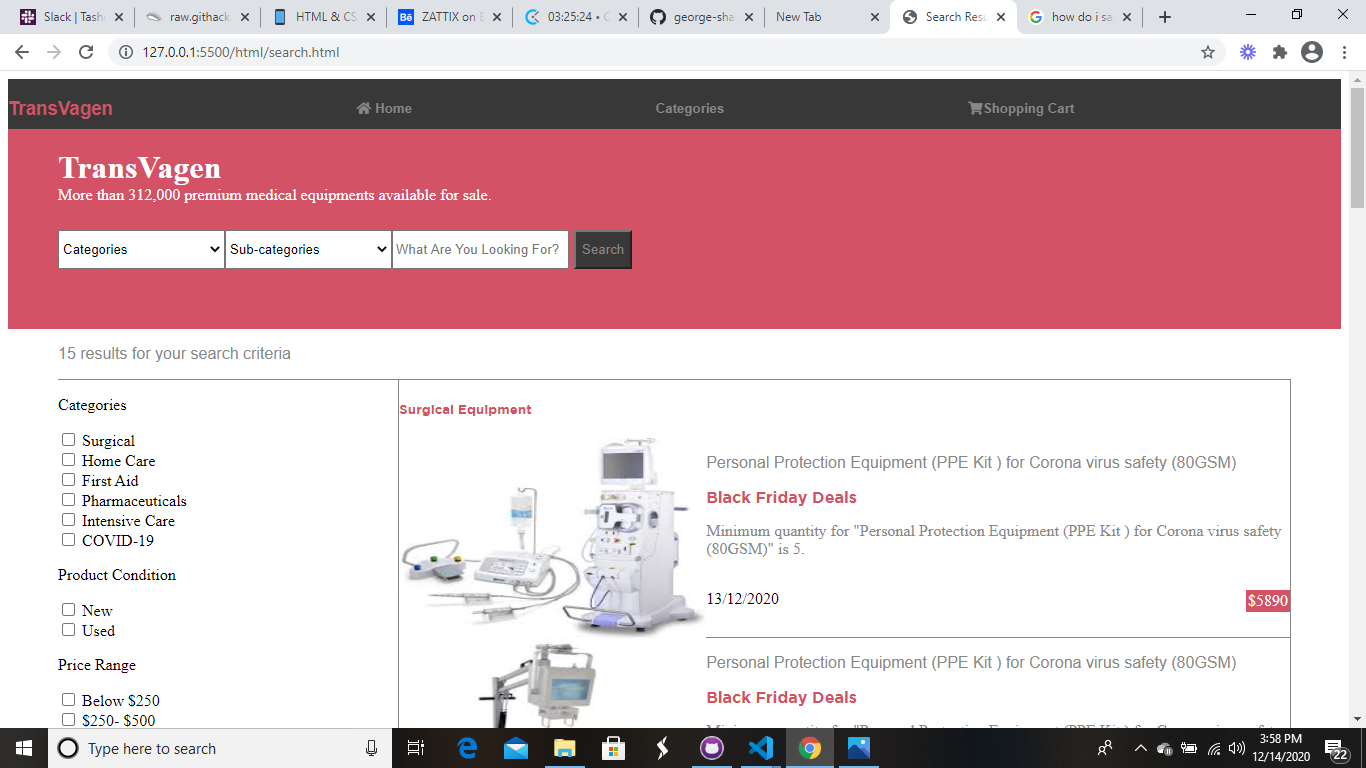 Slack | Tash
raw.githack
HTML & CS
ZATTIX on
03:25:24 • C
george-sha
New Tab
Search Resu
how do i sa
127.0.0.1:5500/html/search.html
TransVagen
Home
Categories
Shopping Cart
TransVagen
More than 312,000 premium medical equipments available for sale.
Categories
Sub-categories
What Are You Looking For?
Search
15 results for your search criteria
Categories
Surgical
Home Care
First Aid
Pharmaceuticals
Intensive Care
COVID-19
Product Condition
New
Used
Price Range
Below $250
$250- $500
Surgical Equipment
Personal Protection Equipment (PPE Kit ) for Corona virus safety (80GSM)
Black Friday Deals
Minimum quantity for "Personal Protection Equipment (PPE Kit ) for Corona virus safety
(80GSM)" is 5.
13/12/2020
$5890
Personal Protection Equipment (PPE Kit ) for Corona virus safety (80GSM)
Black Friday Deals
Type here to search
3:58 PM
12/14/2020
22